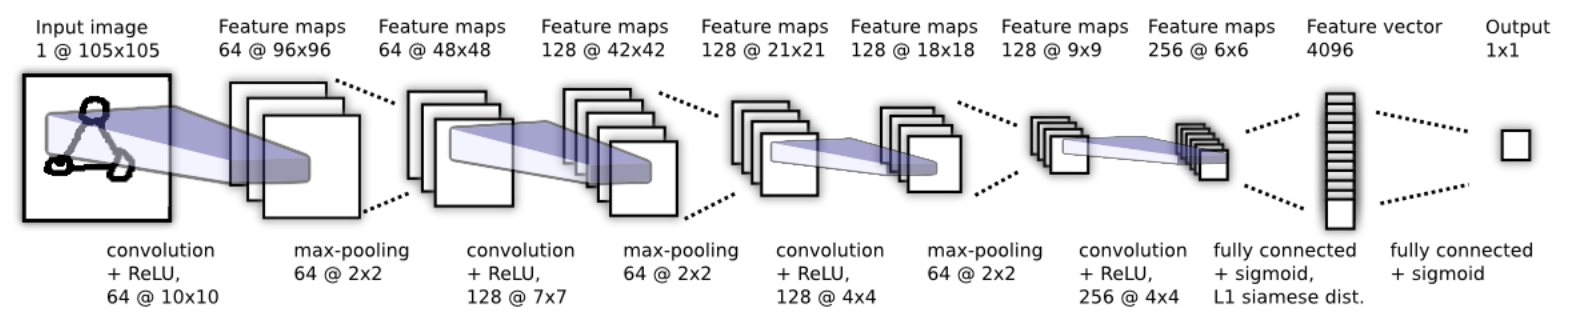 Input image
1 @ 105x105
Feature maps
64 @ 96x96
Feature maps
64 @ 48x48
Feature maps
128 @ 42x42
Feature maps
128 @ 21x21
Feature maps
128 @ 18x18
Feature maps
128 @ 9x9
Feature maps
256 @ 6x6
Feature vector
4096
Output
1x1
convolution
+ ReLU,
64 @ 10x10
max-pooling
64 @ 2x2
convolution
+ ReLU,
128 @ 7x7
max-pooling
64 @ 2x2
convolution
+ ReLU,
128 @ 4x4
max-pooling
64 @ 2x2
convolution
+ ReLU,
256 @ 4x4
fully connected
+ sigmoid,
L1 siamese dist.
fully connected
+ sigmoid